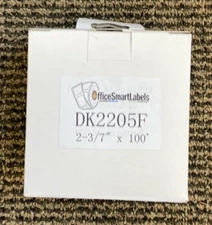 OfficeSmartLabels
DK2205F
2-3/7" x 100'